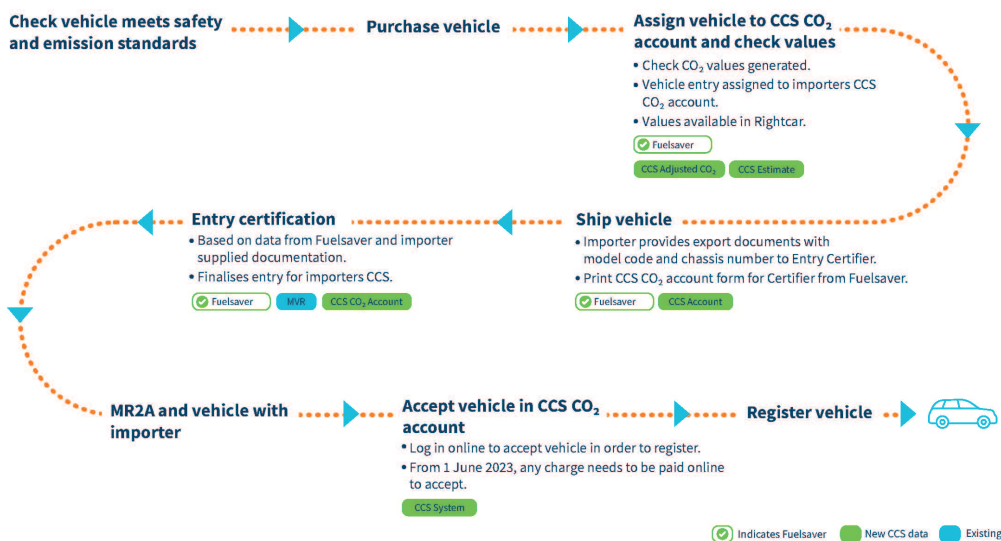 Check vehicle meets safety
and emission standards
Purchase vehicle
Assign vehicle to CCS CO₂
account and check values
• Check CO₂ values generated.
• Vehicle entry assigned to importers CCS
CO₂ account.
• Values available in Rightcar.
Fuelsaver
CCS Adjusted CO₂
CCS Estimate
Ship vehicle
• Importer provides export documents with
model code and chassis number to Entry Certifier.
• Print CCS CO₂ account form for Certifier from Fuelsaver.
Fuelsaver
CCS Account
Entry certification
• Based on data from Fuelsaver and importer
supplied documentation.
• Finalises entry for importers CCS.
Fuelsaver
MVR
CCS CO₂ Account
MR2A and vehicle with
importer
Accept vehicle in CCS CO₂
account
• Log in online to accept vehicle in order to register.
• From 1 June 2023, any charge needs to be paid online
to accept.
CCS System
Register vehicle
Indicates Fuelsaver
New CCS data
Existing